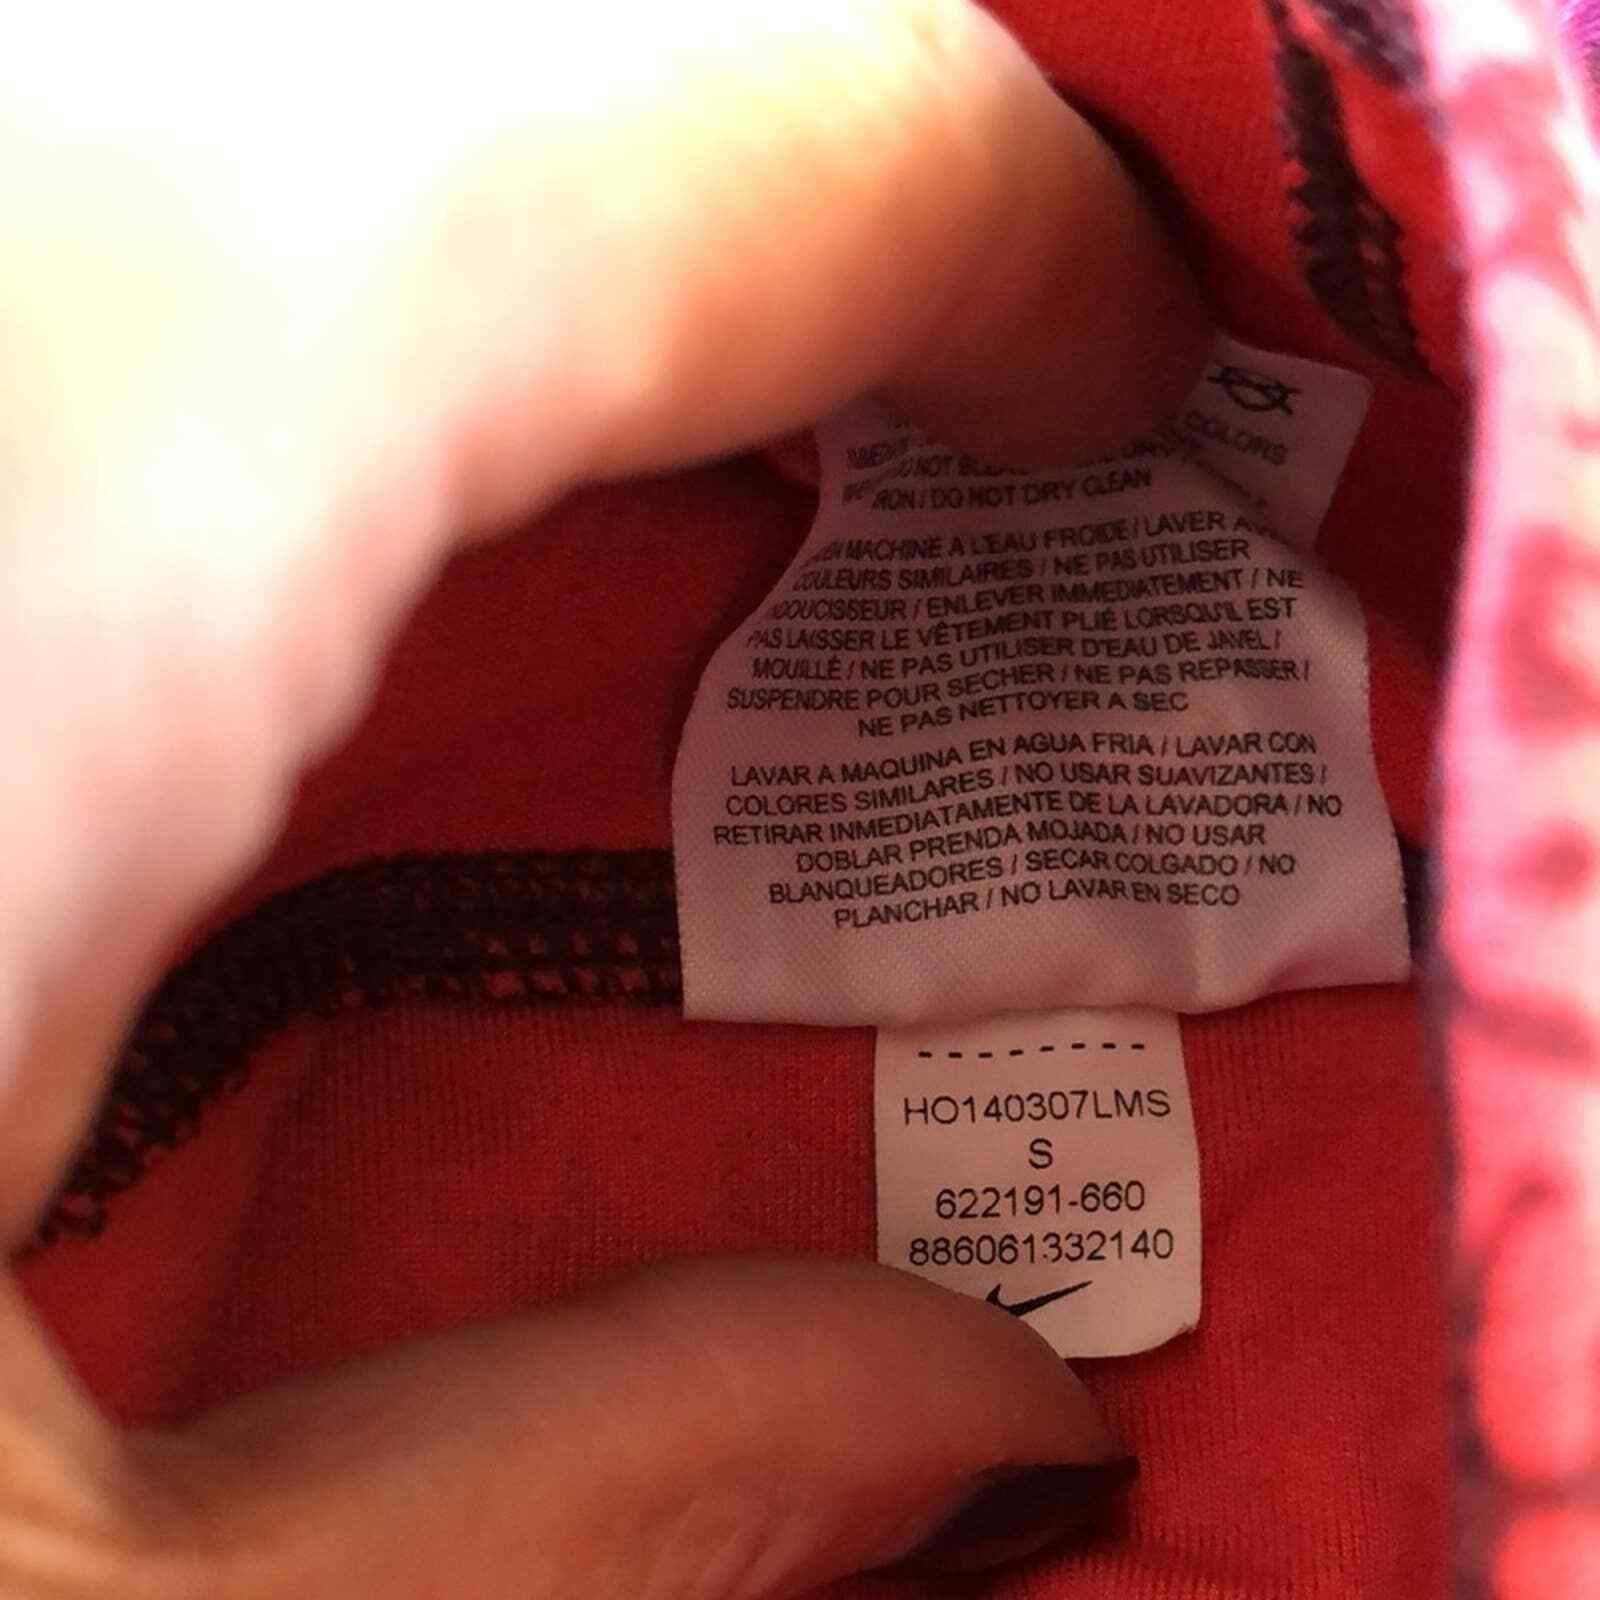 COLORS
DO NOT
IRON / DO NOT DRY CLEAN
MACHINE A L'EAU FROIDE / LAVER
COULEURS SIMILAIRES / NE PAS UTILISER
ADOUCISSEUR / ENLEVER IMMEDIATEMENT / NE
PAS LAISSER LE VÊTEMENT PLIÉ LORSQU'IL EST
MOUILLÉ / NE PAS UTILISER D'EAU DE JAVEL /
SUSPENDRE POUR SECHER / NE PAS REPASSER /
NE PAS NETTOYER A SEC
LAVAR A MAQUINA EN AGUA FRIA / LAVAR CON
COLORES SIMILARES / NO USAR SUAVIZANTES /
RETIRAR INMEDIATAMENTE DE LA LAVADORA / NO
DOBLAR PRENDA MOJADA / NO USAR
BLANQUEADORES / SECAR COLGADO / NO
PLANCHAR / NO LAVAR EN SECO
--------
HO140307LMS
S
622191-660
886061332140